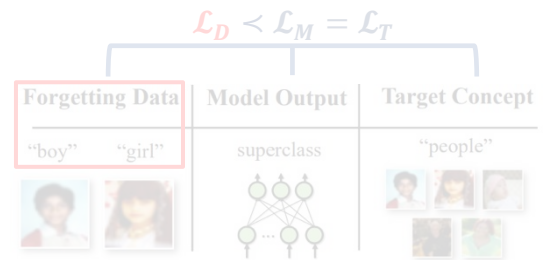 𝓛_D ≺ 𝓛_M = 𝓛_T
Forgetting Data Model Output Target Concept
“boy” “girl” superclass “people”
...